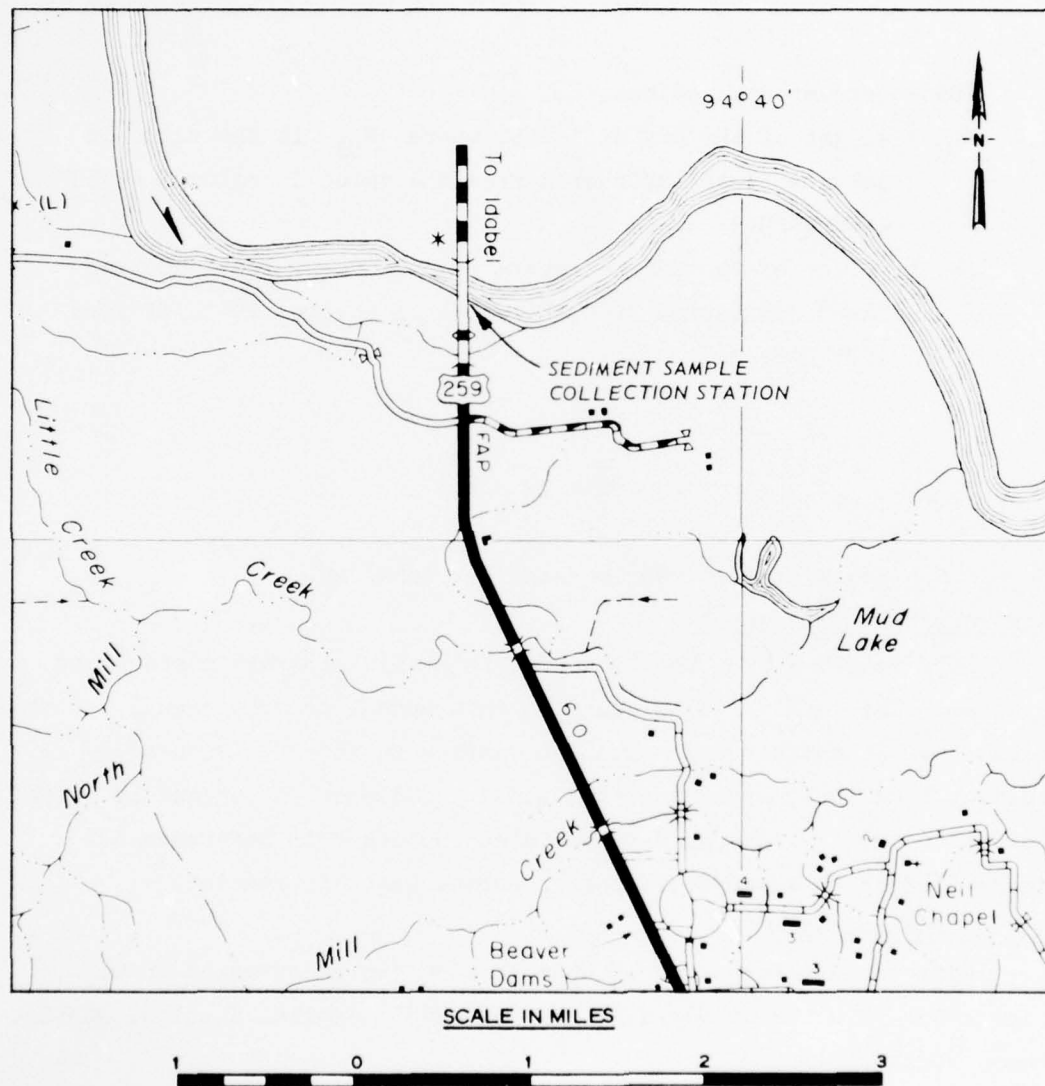 94° 40'
N
To Idabel
(L)
SEDIMENT SAMPLE
COLLECTION STATION
259
FAP
Little
Creek
Creek
Mill
North
Mud
Lake
60
Creek
4
3
3
Neil
Chapel
Mill
Beaver
Dams
SCALE IN MILES
1 0 1 2 3